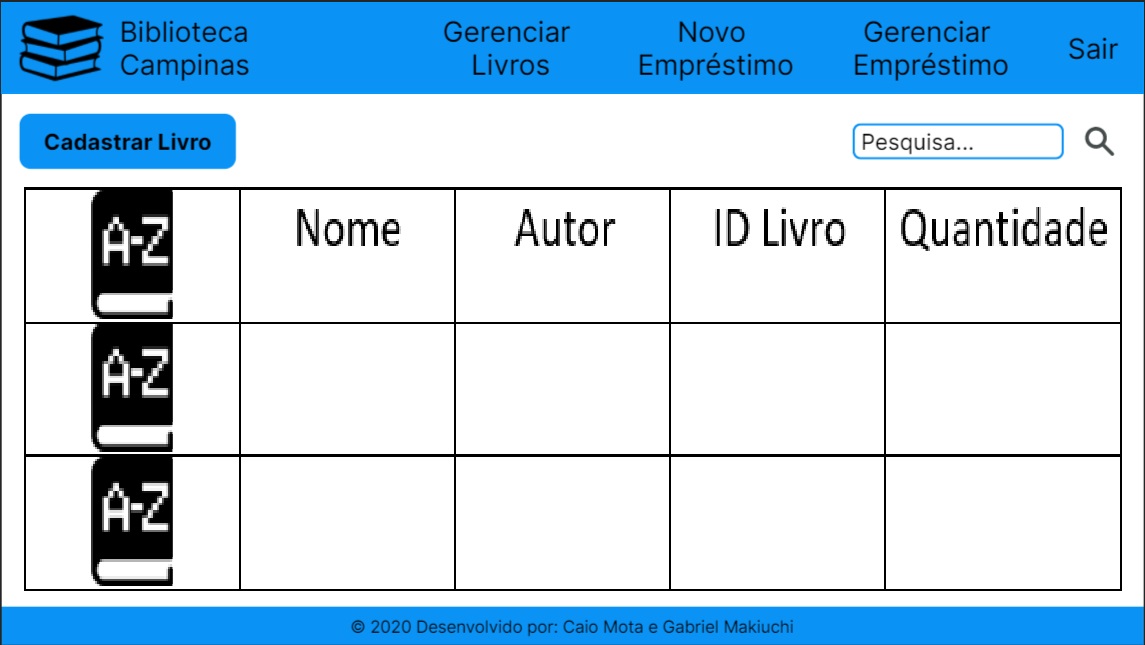 Biblioteca
Campinas
Gerenciar
Livros
Novo
Empréstimo
Gerenciar
Empréstimo
Sair
Cadastrar Livro
Pesquisa...
A-Z
Nome
Autor
ID Livro
Quantidade
A-Z
A-Z
© 2020 Desenvolvido por: Caio Mota e Gabriel Makiuchi